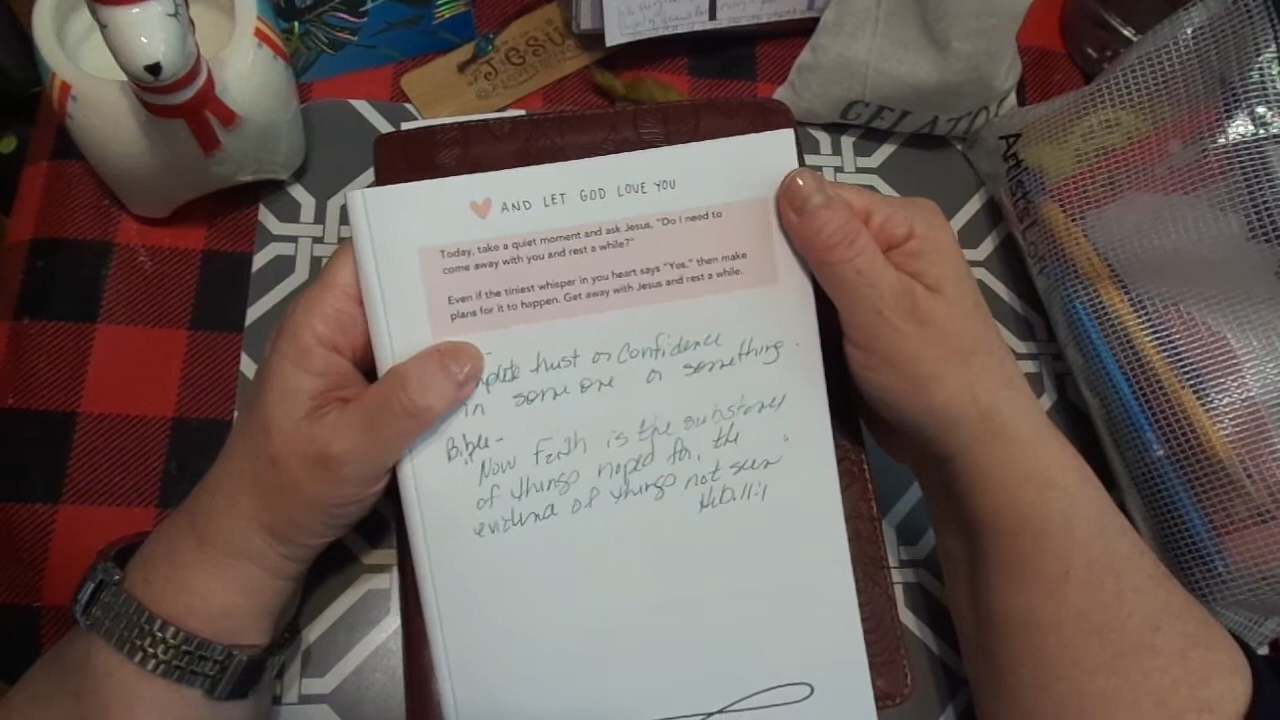 JESUS
LOVES
GELATO
AND LET GOD LOVE YOU
Today, take a quiet moment and ask Jesus, "Do I need to
come away with you and rest a while?"
Even if the tiniest whisper in you heart says "Yes," then make
plans for it to happen. Get away with Jesus and rest a while.
trust or Confidence
in someone or something.
Bible-
"Now Faith is the
of things hoped for, the
evidence of things not seen
Heb. 11:1